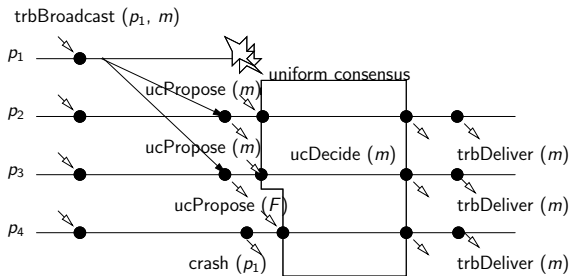 trbBroadcast (p1, m)
p1
uniform consensus
ucPropose (m)
p2
ucPropose (m)
ucDecide (m)
trbDeliver (m)
p3
ucPropose (F)
trbDeliver (m)
p4
crash (p1)
trbDeliver (m)